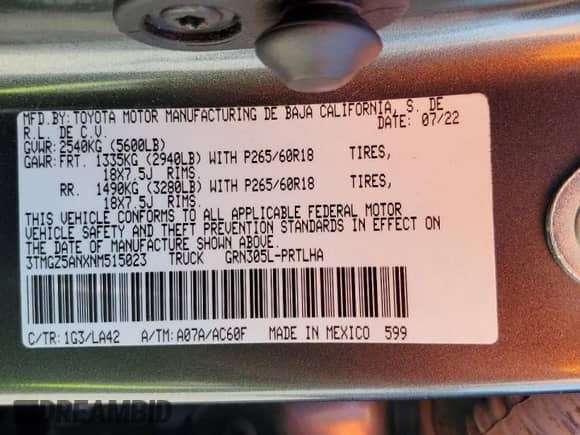 MFD.BY:TOYOTA MOTOR MANUFACTURING DE BAJA CALIFORNIA, S. DE
R.L. DE C.V. DATE: 07/22
GVWR:2540KG (5600LB)
GAWR:FRT. 1335KG (2940LB) WITH P265/60R18 TIRES,
18X7.5J RIMS.
RR. 1490KG (3280LB) WITH P265/60R18 TIRES,
18X7.5J RIMS.
THIS VEHICLE CONFORMS TO ALL APPLICABLE FEDERAL MOTOR
VEHICLE SAFETY AND THEFT PREVENTION STANDARDS IN EFFECT ON
THE DATE OF MANUFACTURE SHOWN ABOVE.
3TMGZ5ANXNM515023 TRUCK GRN305L-PRTLHA
C/TR:1G3/LA42 A/TM:A07A/AC60F MADE IN MEXICO 599
DREAMBID